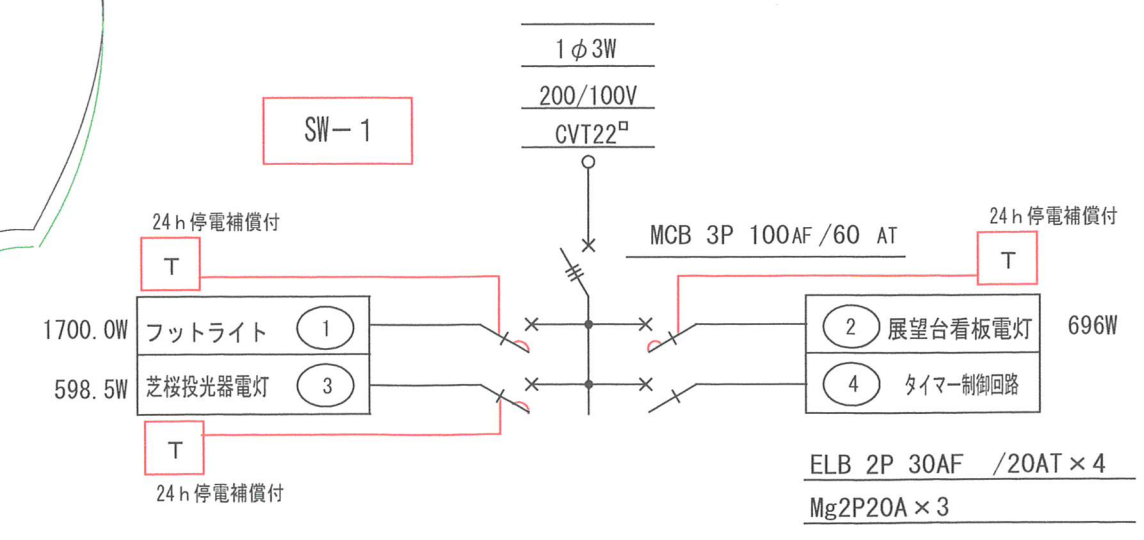 1φ3W
200/100V
CVT22□
SW－1
MCB 3P 100AF/60 AT
24h停電補償付
T
24h停電補償付
T
1700.0W フットライト 1
2 展望台看板電灯 696W
598.5W 芝桜投光器電灯 3
4 タイマー制御回路
T
24h停電補償付
ELB 2P 30AF /20AT×4
Mg2P20A×3